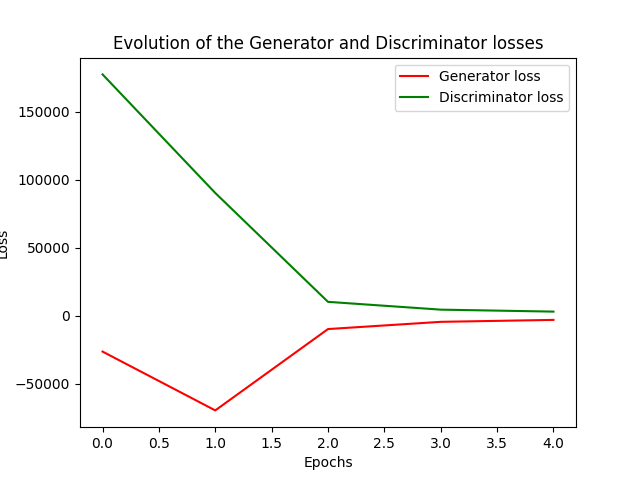 Evolution of the Generator and Discriminator losses
Generator loss
Discriminator loss
150000
100000
50000
0
−50000
Loss
0.0 0.5 1.0 1.5 2.0 2.5 3.0 3.5 4.0
Epochs